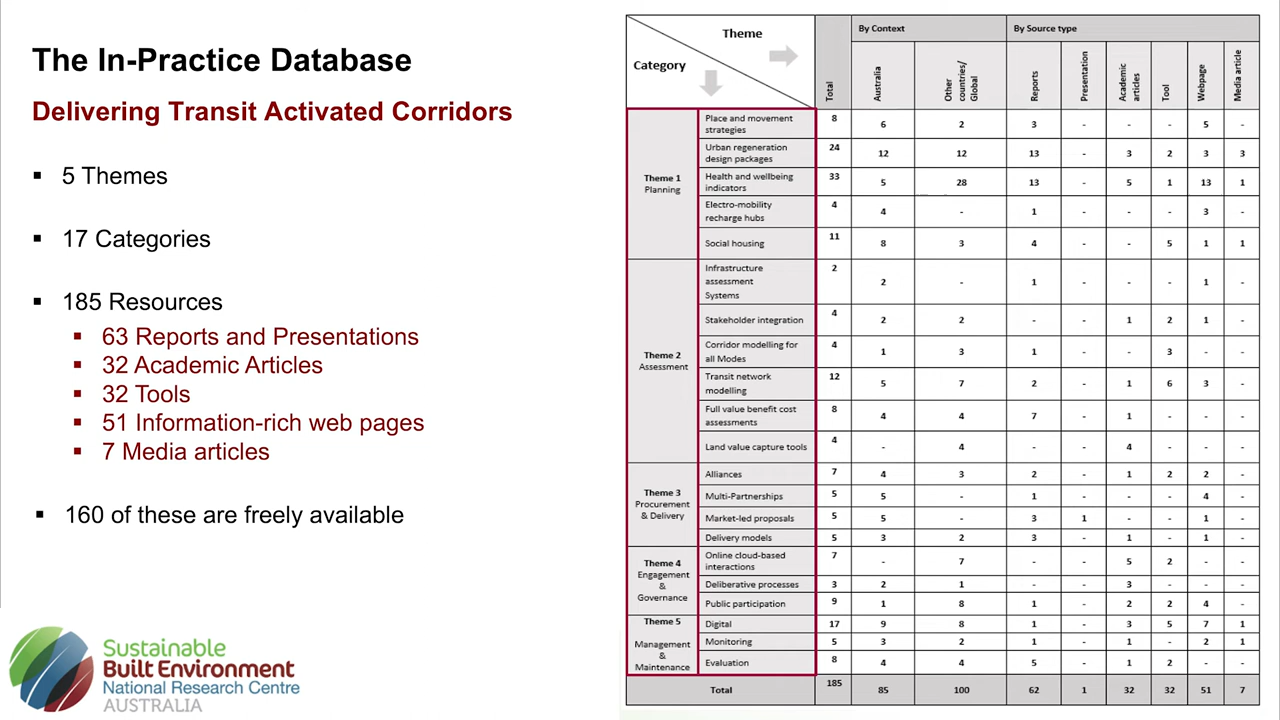 The In-Practice Database
Delivering Transit Activated Corridors
▪ 5 Themes
▪ 17 Categories
▪ 185 Resources
▪ 63 Reports and Presentations
▪ 32 Academic Articles
▪ 32 Tools
▪ 51 Information-rich web pages
▪ 7 Media articles
▪ 160 of these are freely available
Sustainable
Built Environment
National Research Centre
AUSTRALIA
Theme
Category
Total
By Context
By Source type
Australia
Other countries/ Global
Reports
Presentation
Academic articles
Tool
Webpage
Media article
Theme 1
Planning
Place and movement strategies 8 6 2 3 - - - 5 -
Urban regeneration design packages 24 12 12 13 - 3 2 3 3
Health and wellbeing indicators 33 5 28 13 - 5 1 13 1
Electro-mobility recharge hubs 4 4 - 1 - - - 3 -
Social housing 11 8 3 4 - - 5 1 1
Theme 2
Assessment
Infrastructure assessment Systems 2 2 - 1 - - - 1 -
Stakeholder integration 4 2 2 - - 1 2 1 -
Corridor modelling for all Modes 4 1 3 1 - - 3 - -
Transit network modelling 12 5 7 2 - 1 6 3 -
Full value benefit cost assessments 8 4 4 7 - 1 - - -
Land value capture tools 4 - 4 - - 4 - - -
Theme 3
Procurement
& Delivery
Alliances 7 4 3 2 - 1 2 2 -
Multi-Partnerships 5 5 - 1 - - - 4 -
Market-led proposals 5 5 - 3 1 - - 1 -
Delivery models 5 3 2 3 - 1 - 1 -
Theme 4
Engagement
&
Governance
Online cloud-based interactions 7 - 7 - - 5 2 - -
Deliberative processes 3 2 1 - - 3 - - -
Public participation 9 1 8 1 - 2 2 4 -
Theme 5
Management
&
Maintenance
Digital 17 9 8 1 - 3 5 7 1
Monitoring 5 3 2 1 - 1 - 2 1
Evaluation 8 4 4 5 - 1 2 - -
Total 185 85 100 62 1 32 32 51 7